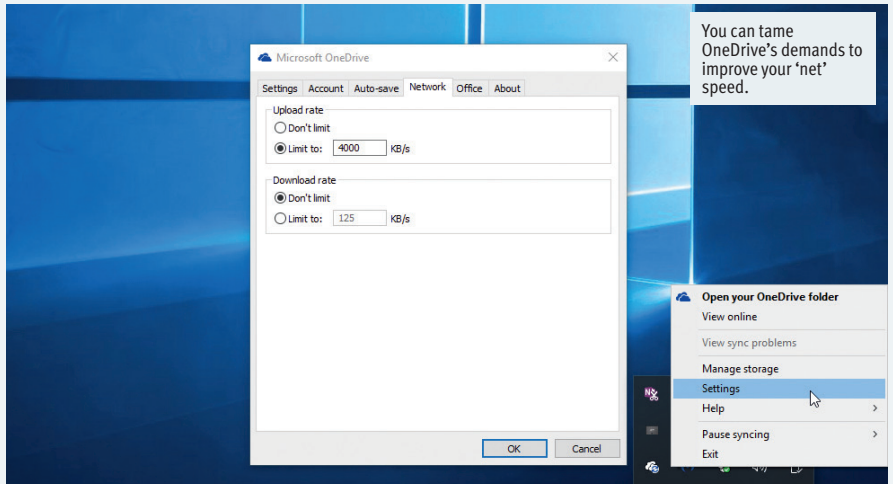 You can tame
OneDrive's demands to
improve your 'net'
speed.
Microsoft OneDrive
Settings Account Auto-save Network Office About
Upload rate
Don't limit
Limit to: 4000 KB/s
Download rate
Don't limit
Limit to: 125 KB/s
OK Cancel
Open your OneDrive folder
View online
View sync problems
Manage storage
Settings
Help
Pause syncing
Exit